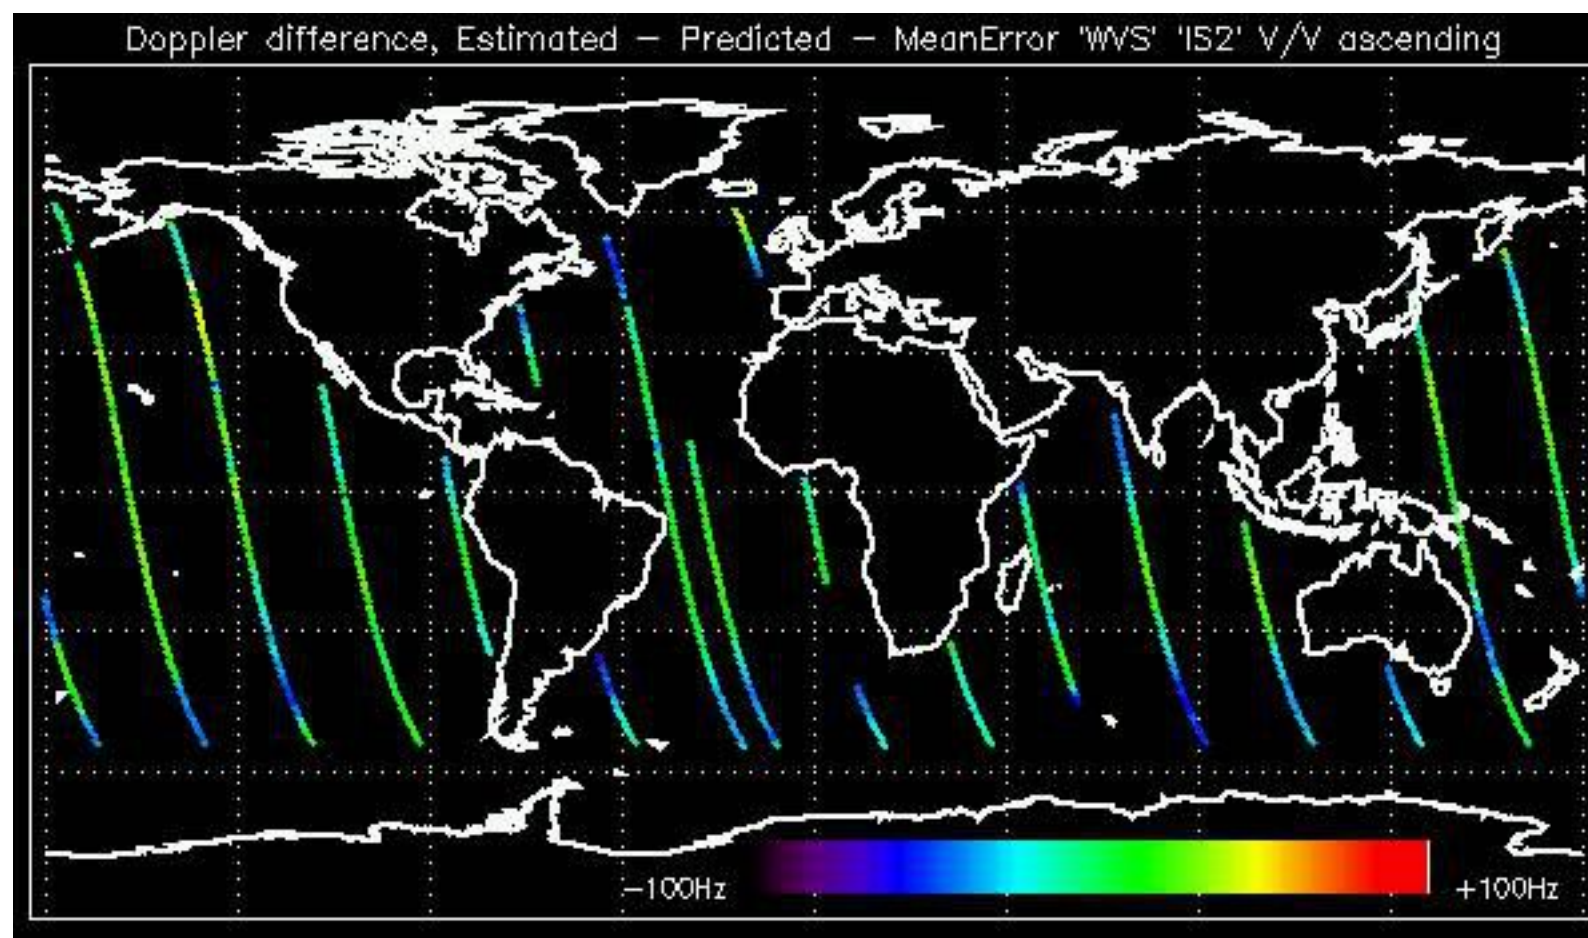 Doppler difference, Estimated – Predicted – MeanError 'WVS' 'IS2' V/V ascending
–100Hz +100Hz